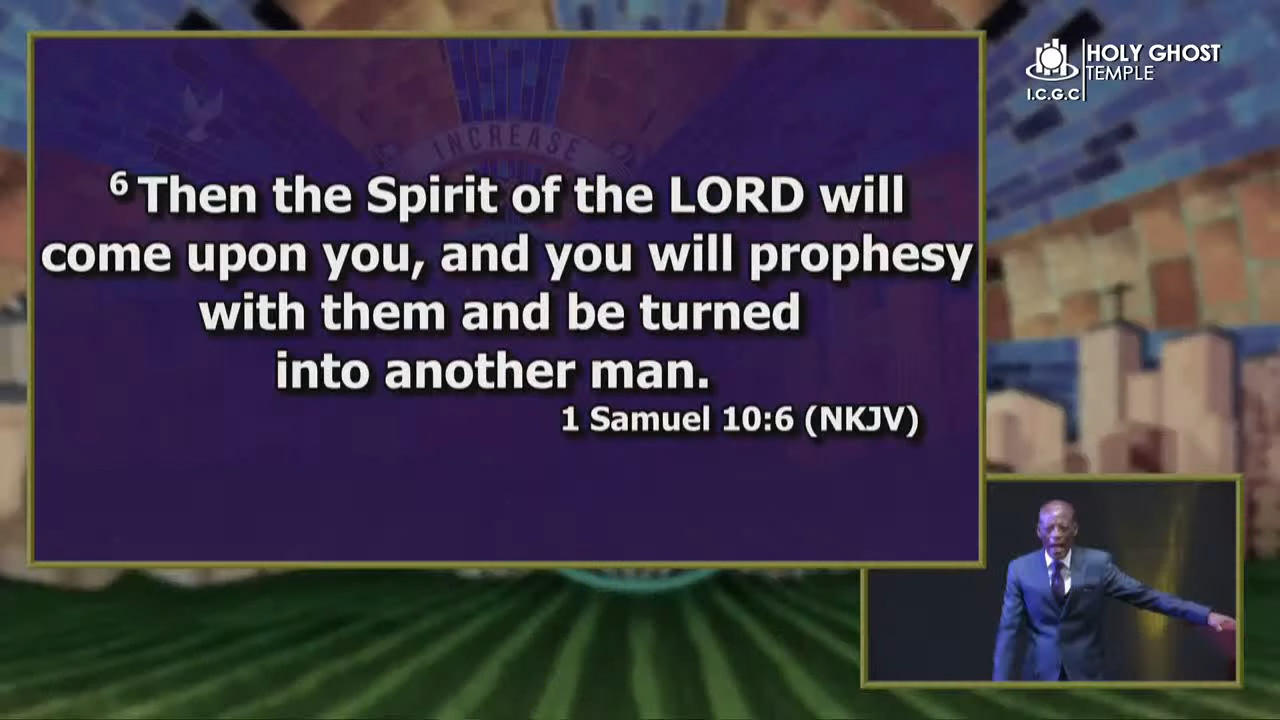 HOLY GHOST
TEMPLE
I.C.G.C
INCREASE
6 Then the Spirit of the LORD will
come upon you, and you will prophesy
with them and be turned
into another man.
1 Samuel 10:6 (NKJV)